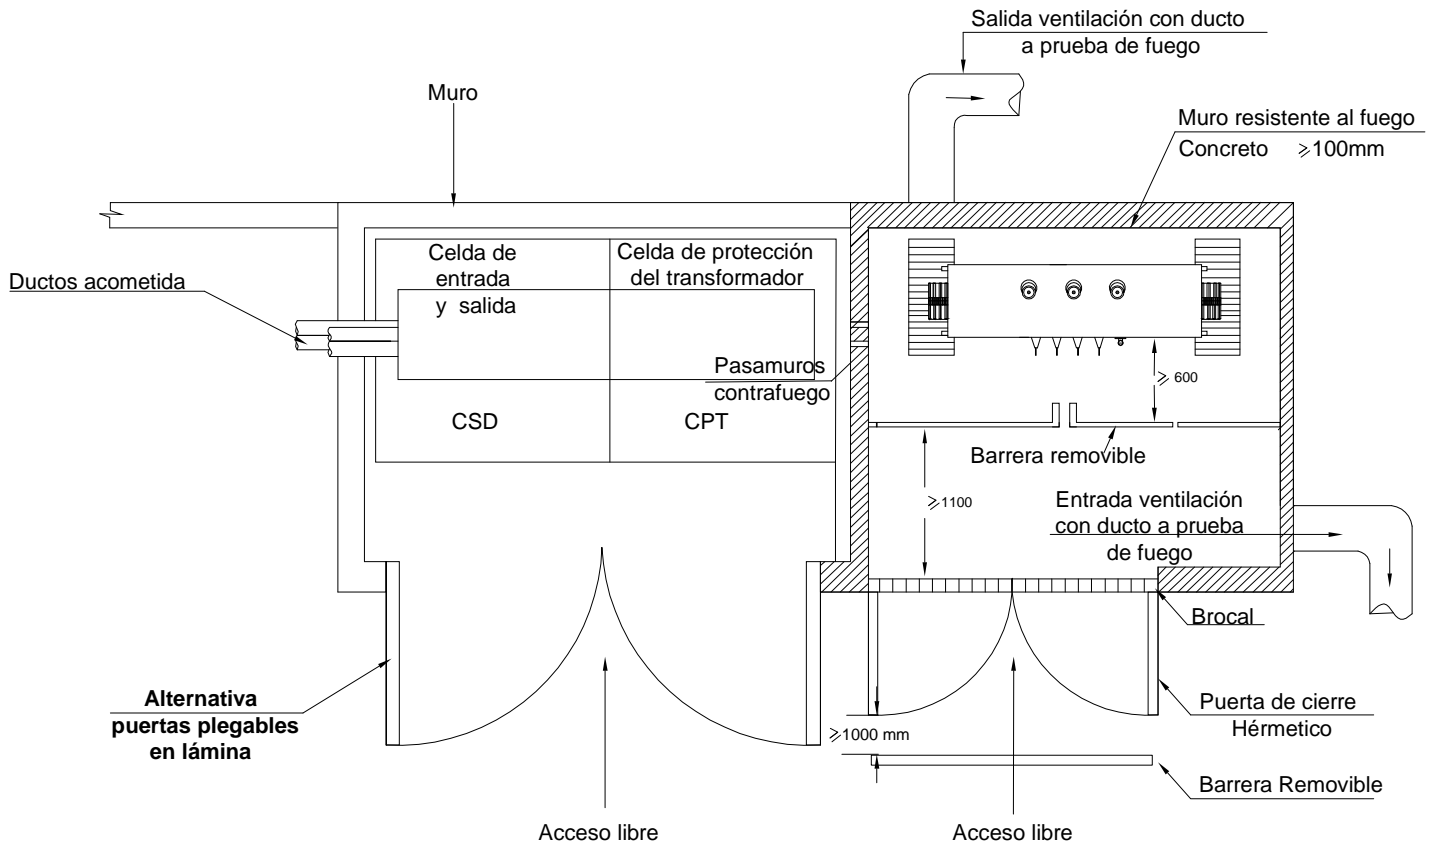 Salida ventilación con ducto
a prueba de fuego
Muro
Muro resistente al fuego
Concreto ⩾100mm
Ductos acometida
Celda de
entrada
y salida
Celda de protección
del transformador
Pasamuros
contrafuego
CSD
CPT
⩾ 600
Barrera removible
⩾1100
Entrada ventilación
con ducto a prueba
de fuego
Brocal
Alternativa
puertas plegables
en lámina
Puerta de cierre
Hérmetico
⩾1000 mm
Barrera Removible
Acceso libre
Acceso libre